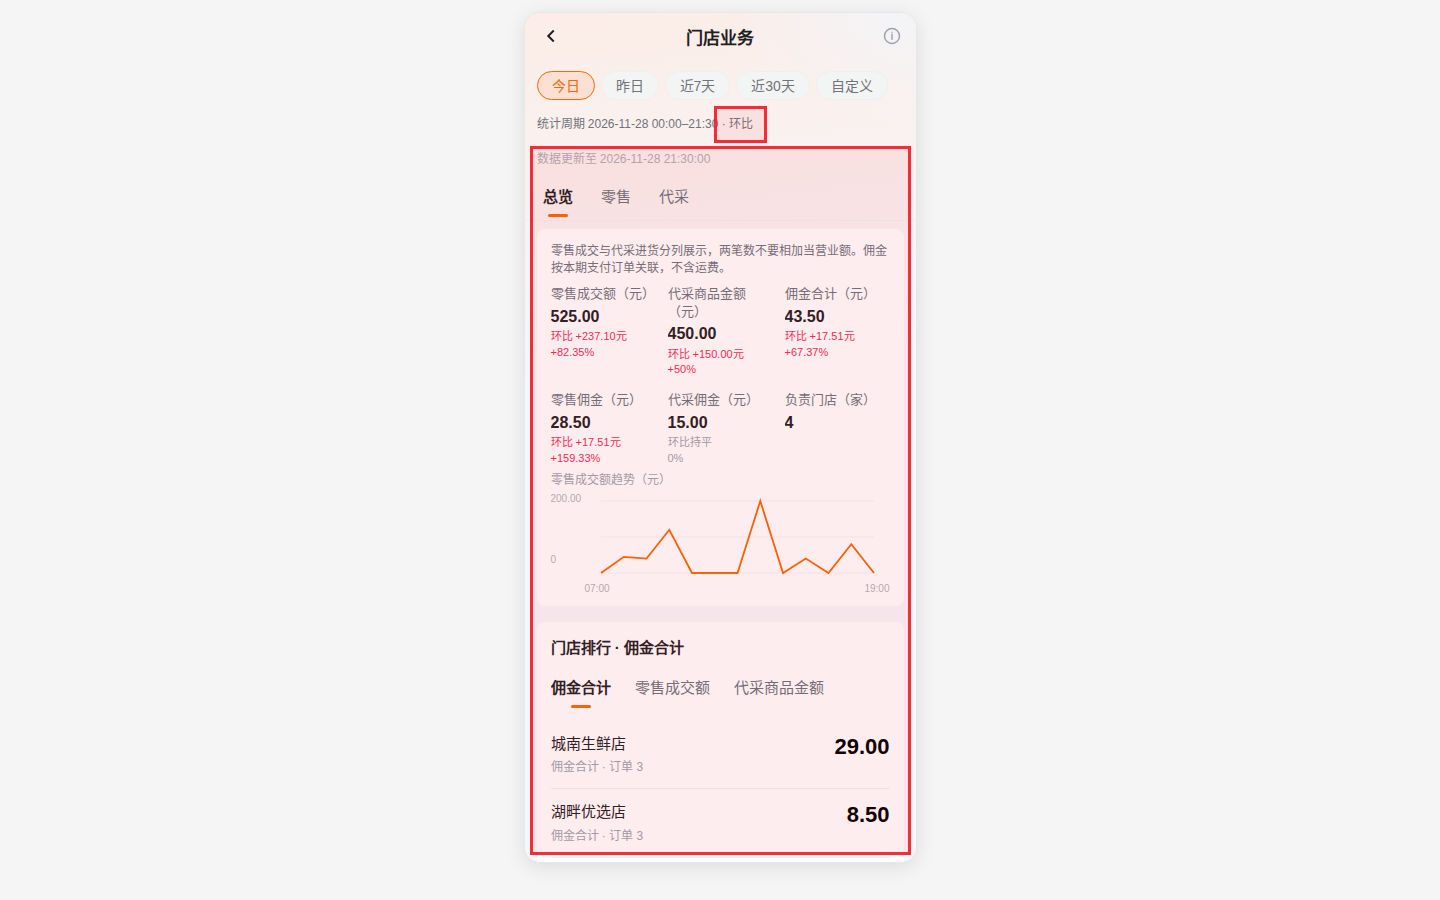 门店业务
今日 昨日 近7天 近30天 自定义
统计周期 2026-11-28 00:00–21:30 · 环比
数据更新至 2026-11-28 21:30:00
总览 零售 代采
零售成交与代采进货分列展示，两笔数不要相加当营业额。佣金
按本期支付订单关联，不含运费。
零售成交额（元） 代采商品金额（元） 佣金合计（元）
525.00 450.00 43.50
环比 +237.10元 环比 +150.00元 环比 +17.51元
+82.35% +50% +67.37%
零售佣金（元） 代采佣金（元） 负责门店（家）
28.50 15.00 4
环比 +17.51元 环比持平
+159.33% 0%
零售成交额趋势（元）
200.00
0
07:00 19:00
门店排行 · 佣金合计
佣金合计 零售成交额 代采商品金额
城南生鲜店 29.00
佣金合计 · 订单 3
湖畔优选店 8.50
佣金合计 · 订单 3